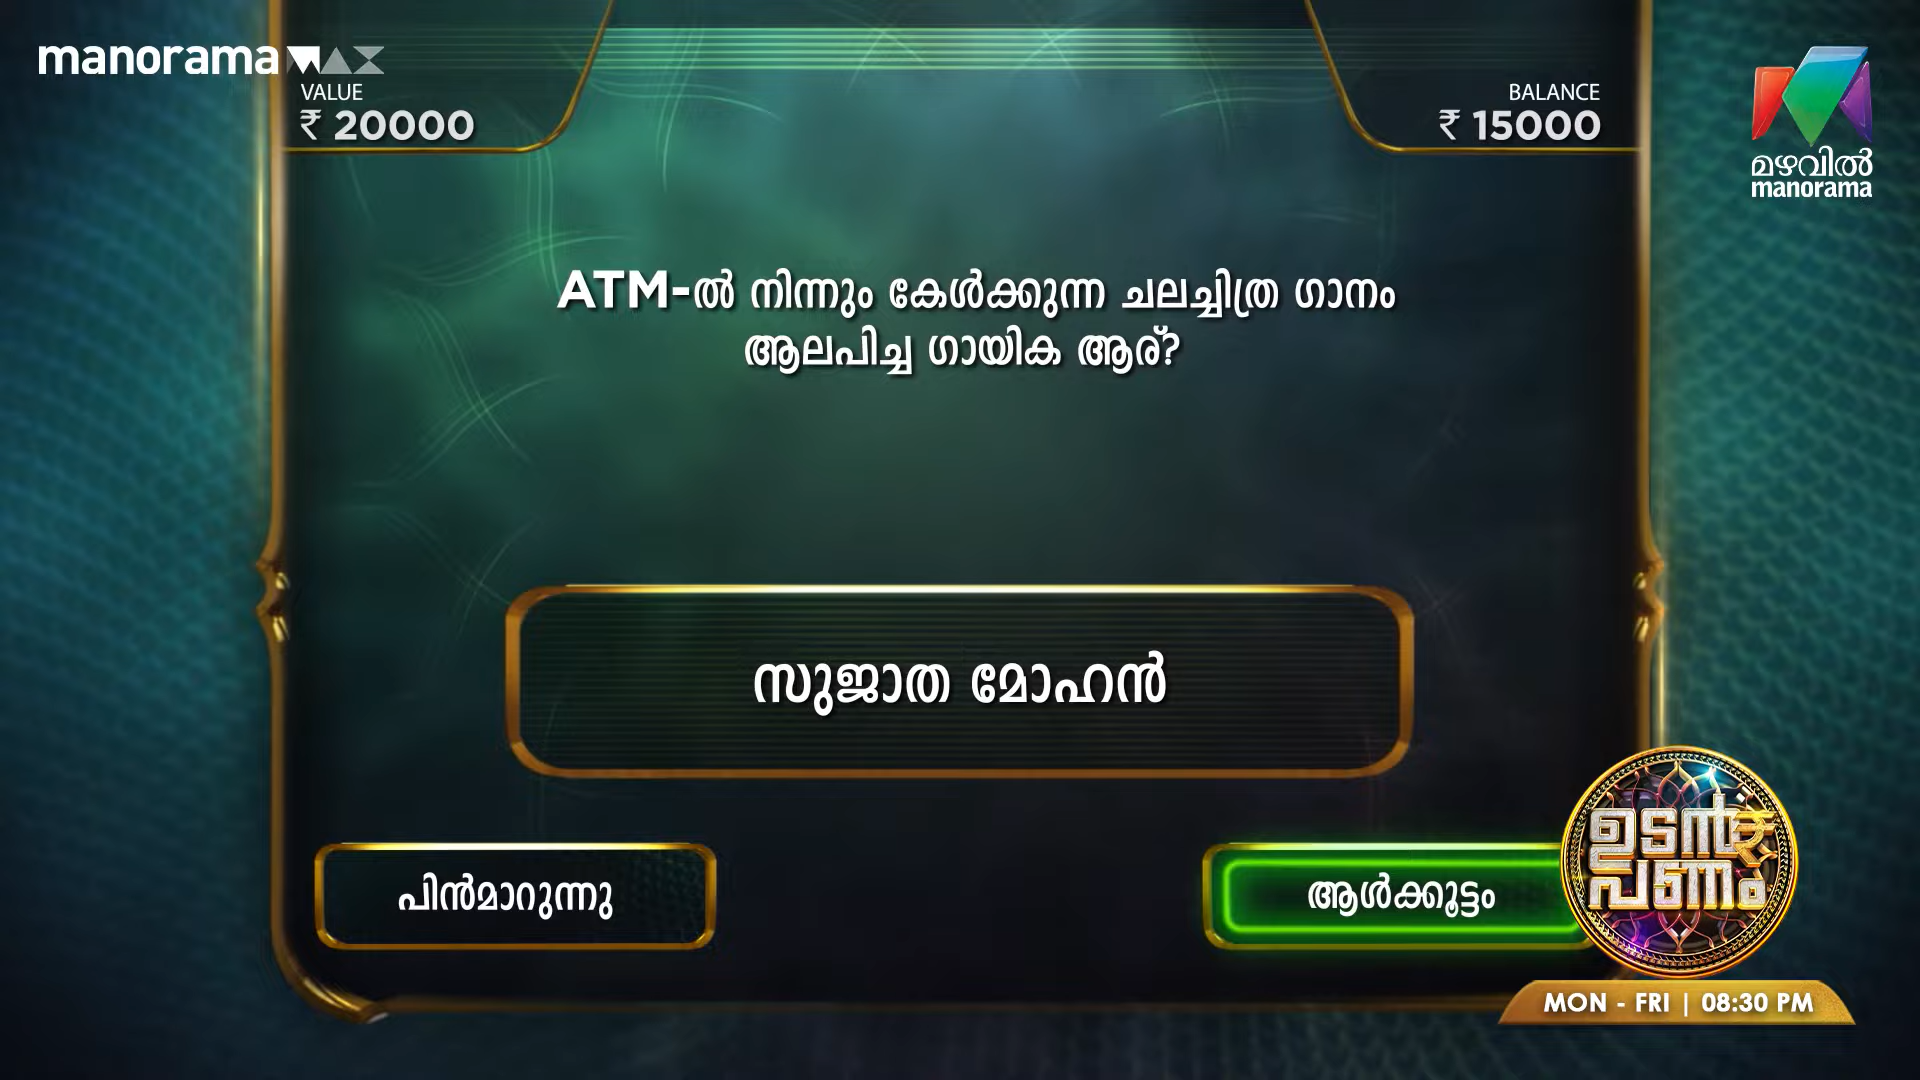 manorama MAX
VALUE
₹ 20000
BALANCE
₹ 15000
മഴവിൽ
manorama
ATM-ൽ നിന്നും കേൾക്കുന്ന ചലച്ചിത്ര ഗാനം
ആലപിച്ച ഗായിക ആര്?
സുജാത മോഹൻ
പിൻമാറുന്നു
ആൾക്കൂട്ടം
ഉടൻ
പണം
MON - FRI | 08:30 PM